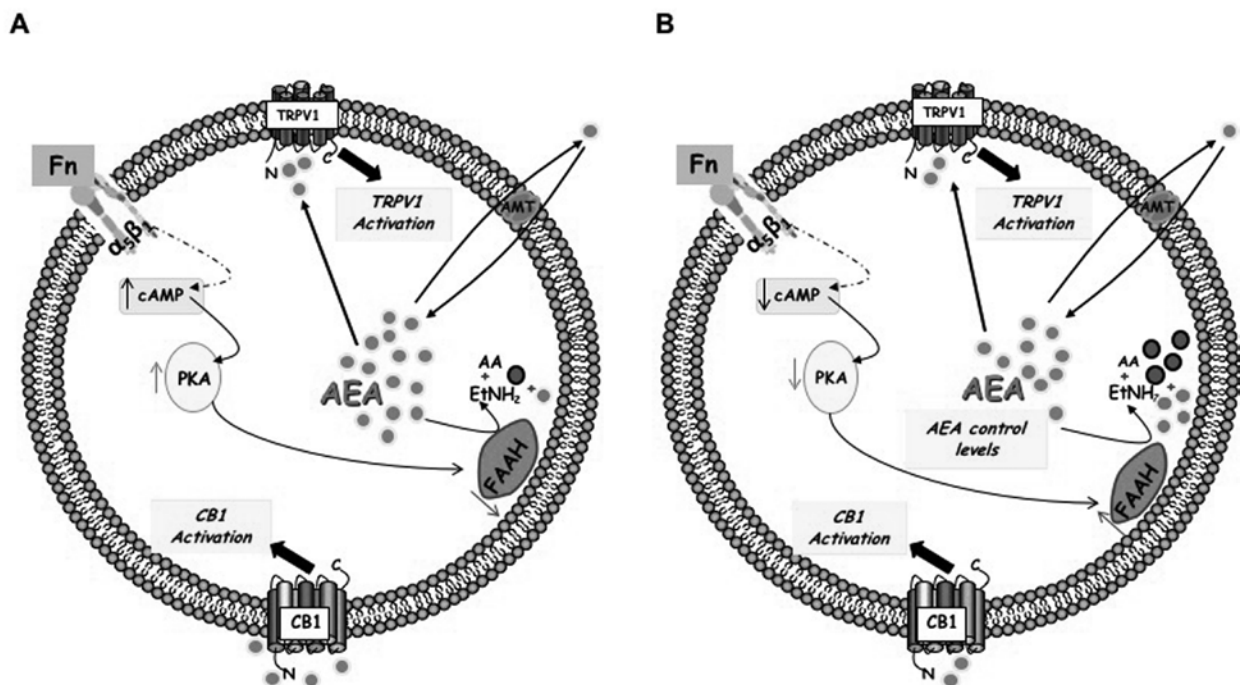 A
TRPV1
N
C
Fn
α5β1
TRPV1
Activation
AMT
↑ cAMP
↑ PKA
AEA
AA
+
EtNH2
+
FAAH
CB1
Activation
C
CB1
N
B
TRPV1
N
C
Fn
α5β1
TRPV1
Activation
AMT
↓ cAMP
↓ PKA
AEA
AA
+
EtNH2
+
AEA control
levels
FAAH
CB1
Activation
C
CB1
N